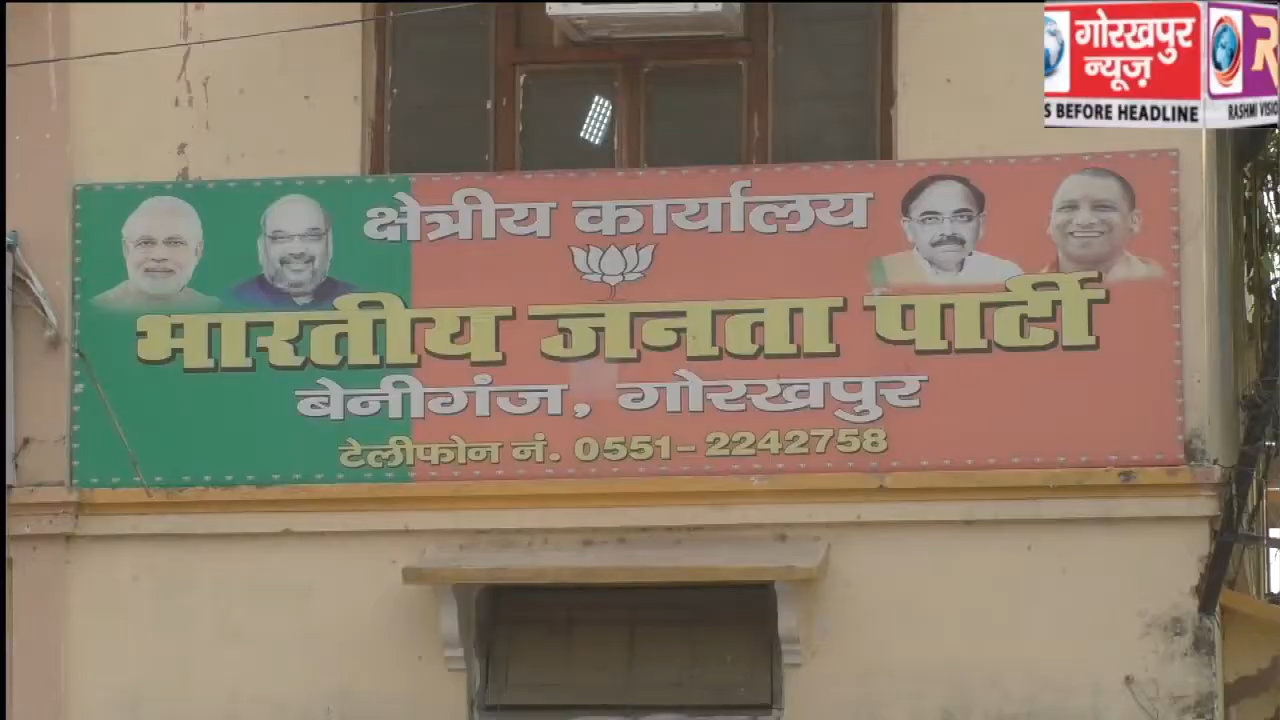 गोरखपुर
न्यूज़
S BEFORE HEADLINE
R
RASHMI VISIO
क्षेत्रीय कार्यालय
भारतीय जनता पार्टी
बेनीगंज, गोरखपुर
टेलीफोन नं. 0551-2242758